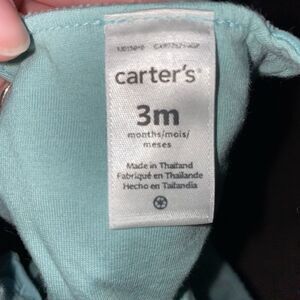 carter's®
3m
months/mois/
meses
Made in Thailand
Fabriqué en Thaïlande
Hecho en Tailandia